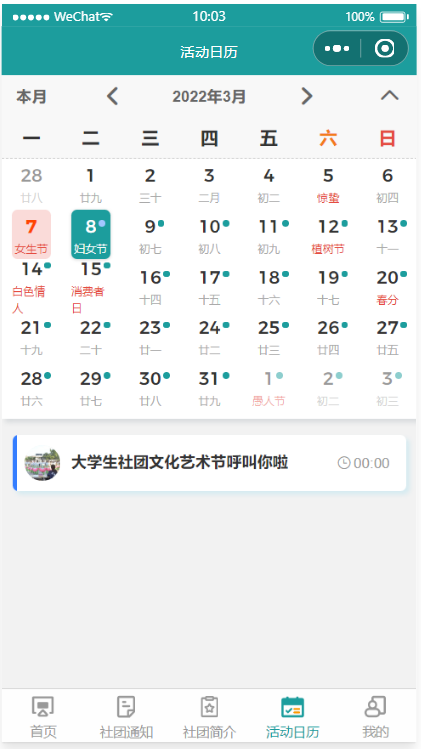 WeChat 10:03 100%
活动日历
本月 2022年3月
一 二 三 四 五 六 日
28 1 2 3 4 5 6
廿八 廿九 三十 二月 初二 惊蛰 初四
7 8 9 10 11 12 13
女生节 妇女节 初七 初八 初九 植树节 十一
14 15 16 17 18 19 20
白色情人 消费者日 十四 十五 十六 十七 春分
21 22 23 24 25 26 27
十九 二十 廿一 廿二 廿三 廿四 廿五
28 29 30 31 1 2 3
廿六 廿七 廿八 廿九 愚人节 初二 初三
大学生社团文化艺术节呼叫你啦 00:00
首页 社团通知 社团简介 活动日历 我的